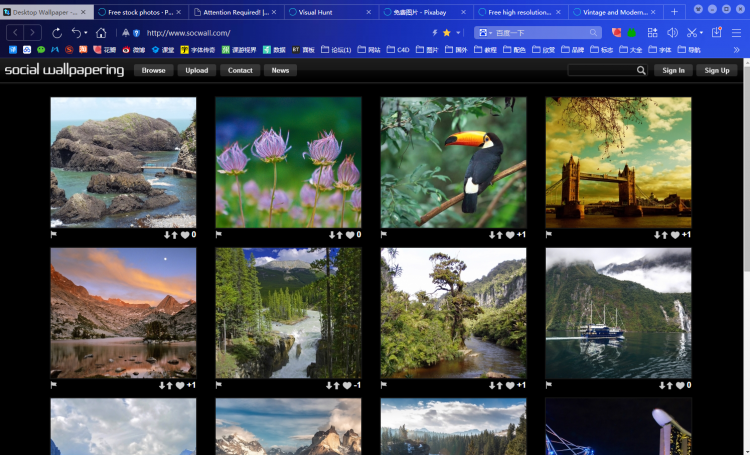 Desktop Wallpaper -...
Free stock photos - P...
Attention Required! |...
Visual Hunt
免费图片 - Pixabay
Free high resolution...
Vintage and Modern...
http://www.socwall.com/
百度一下
花瓣
微博
课堂
字体传奇
课游视界
数据
面板
论坛(1)
网站
C4D
图片
国外
教程
配色
欣赏
品牌
标志
大全
字体
导航
social wallpapering
Browse
Upload
Contact
News
Sign In
Sign Up
0
0
+1
+1
+1
-1
+1
0